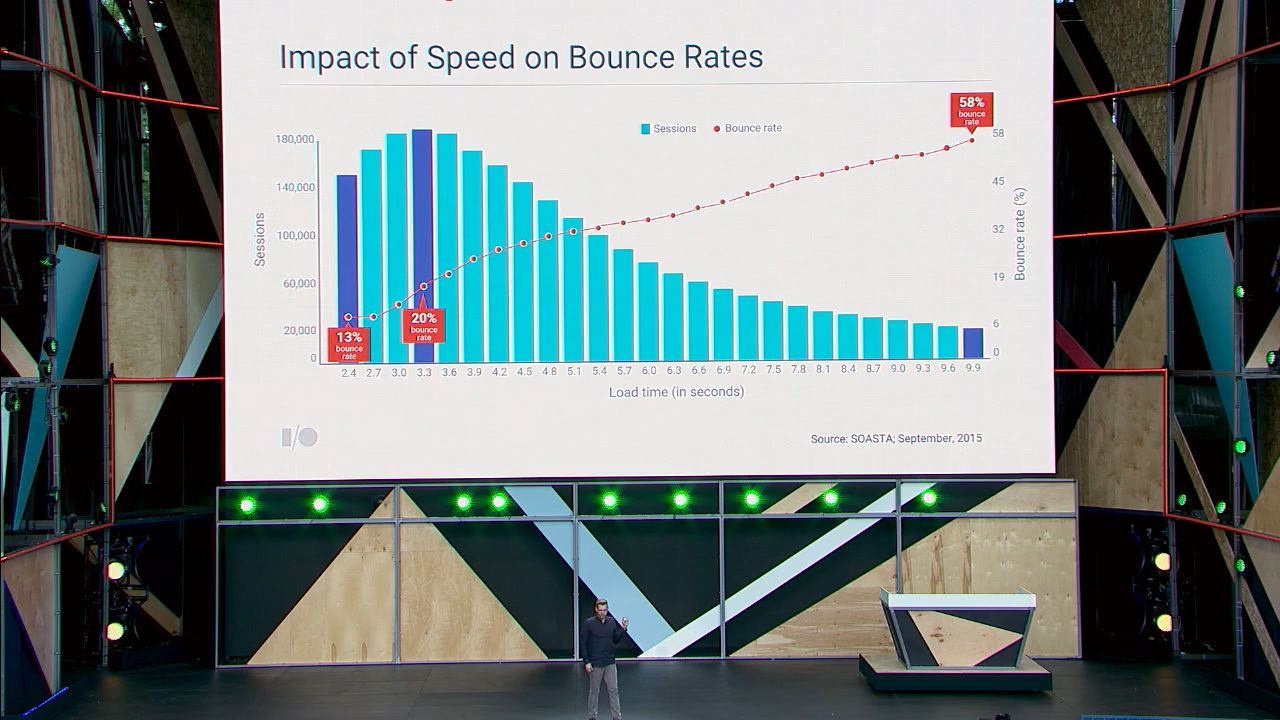 Impact of Speed on Bounce Rates
58%
bounce
rate
Sessions
Bounce rate
180,000
140,000
100,000
60,000
20,000
0
Sessions
58
45
32
19
6
0
Bounce rate (%)
13%
bounce
rate
20%
bounce
rate
2.4 2.7 3.0 3.3 3.6 3.9 4.2 4.5 4.8 5.1 5.4 5.7 6.0 6.3 6.6 6.9 7.2 7.5 7.8 8.1 8.4 8.7 9.0 9.3 9.6 9.9
Load time (in seconds)
I/O
Source: SOASTA; September, 2015